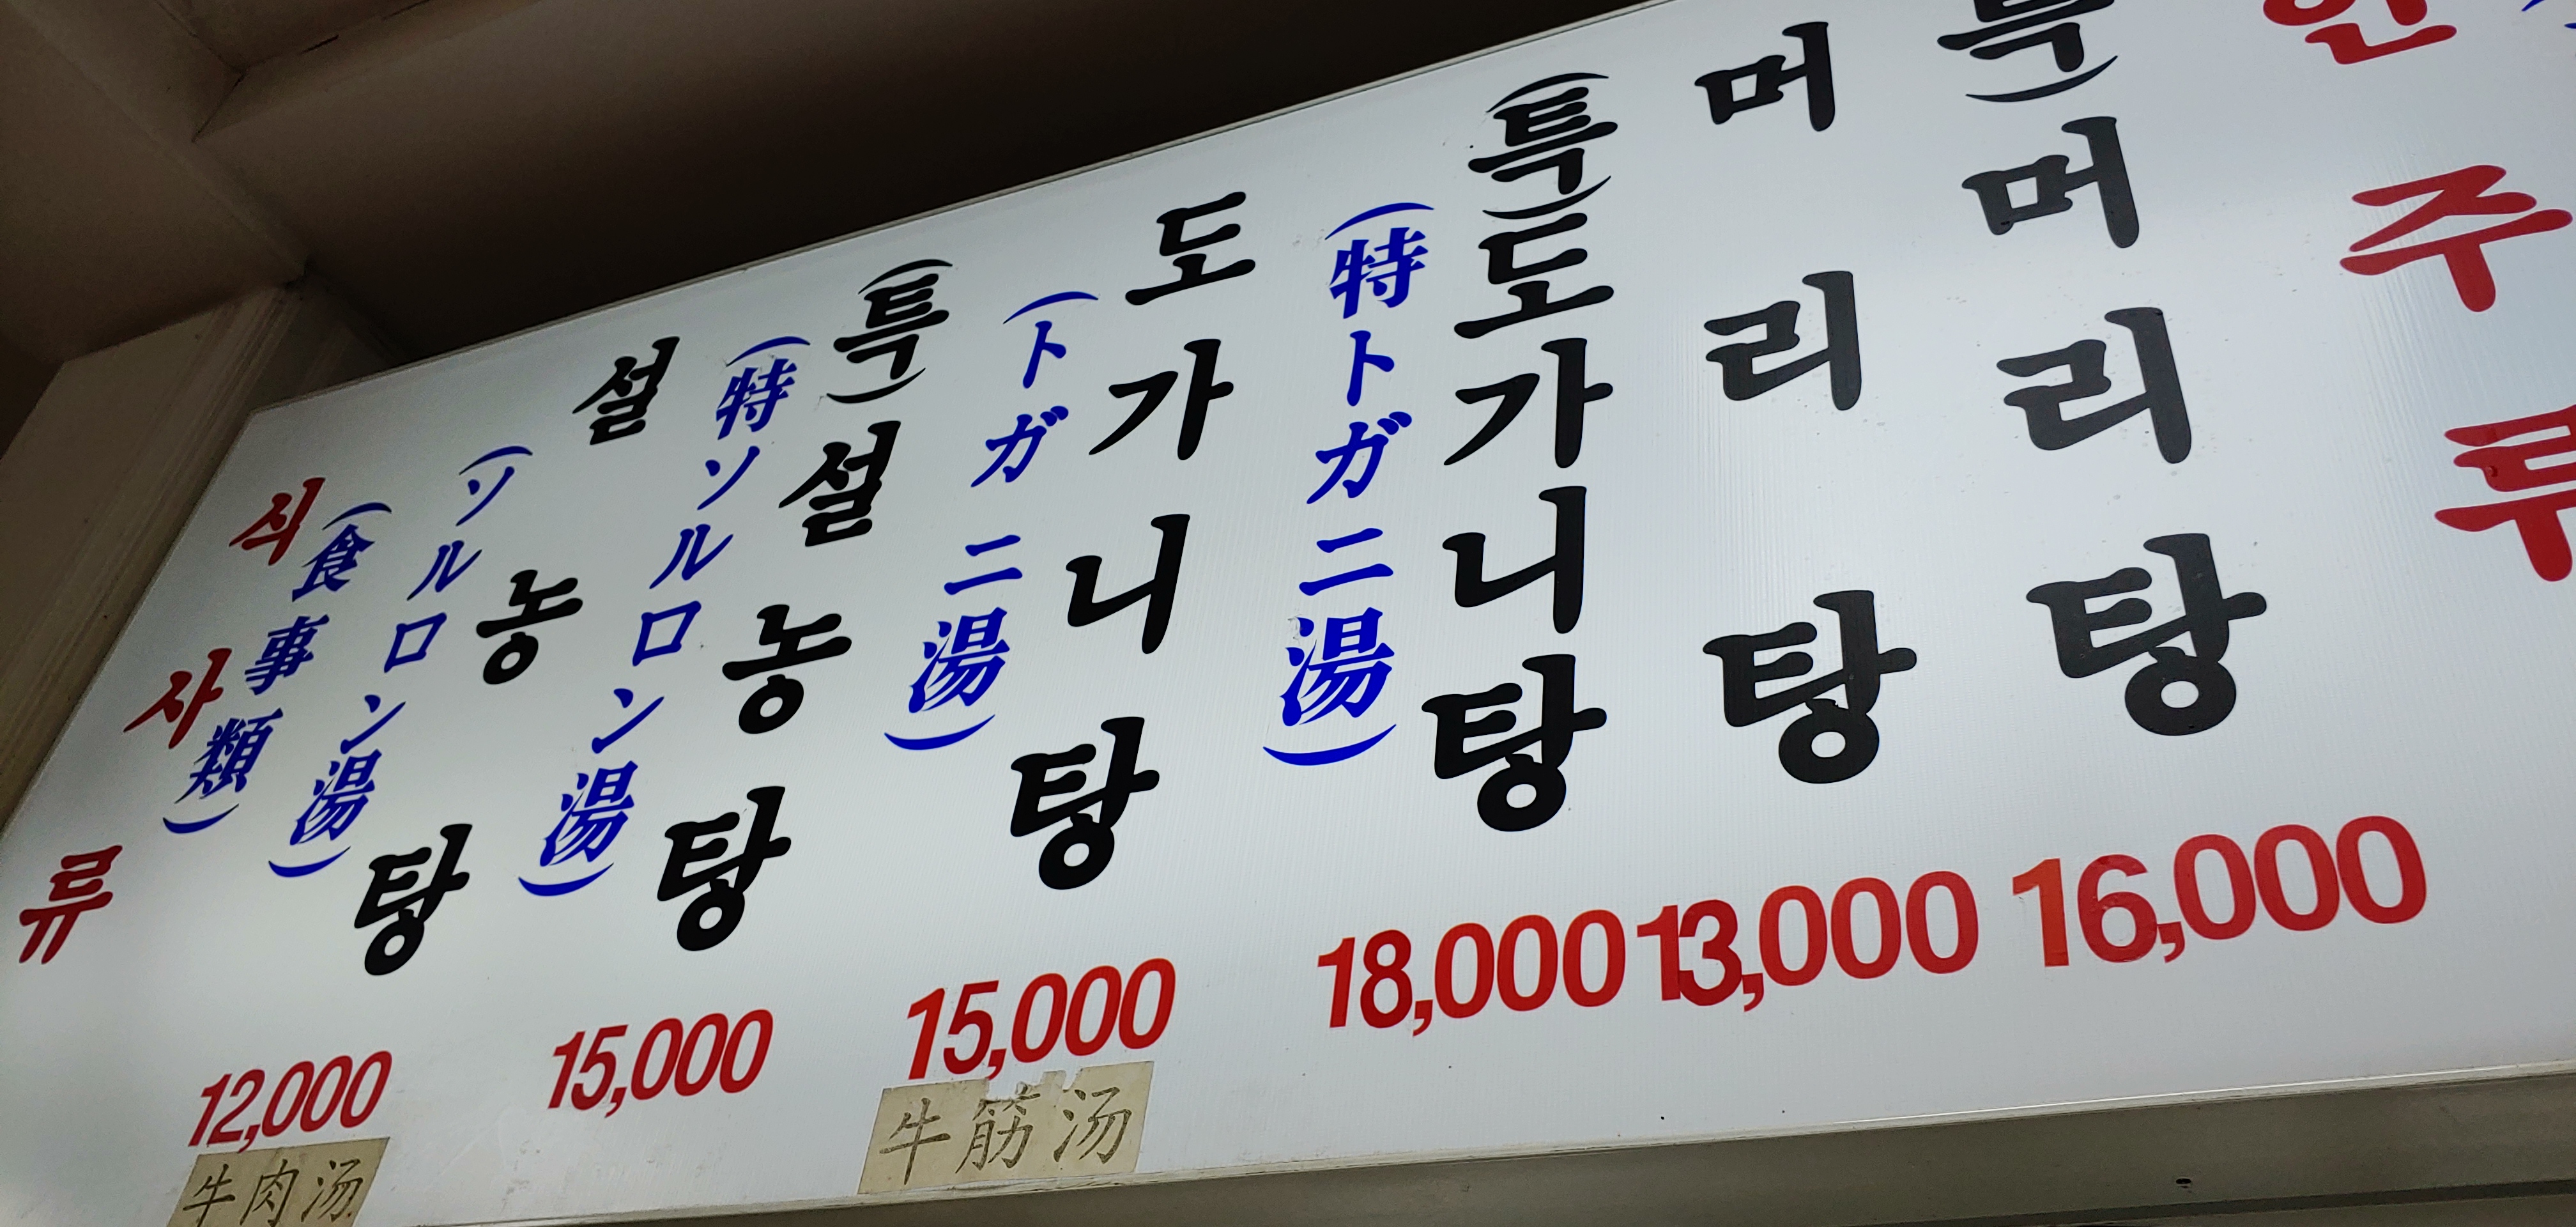 식사류
(食事類)
설농탕
(ソルロン湯)
12,000
牛肉汤
(특)설농탕
(特ソルロン湯)
15,000
도가니탕
(トガニ湯)
15,000
牛筋汤
(특)도가니탕
(特トガニ湯)
18,000
머리탕
13,000
특)머리탕
16,000
주류